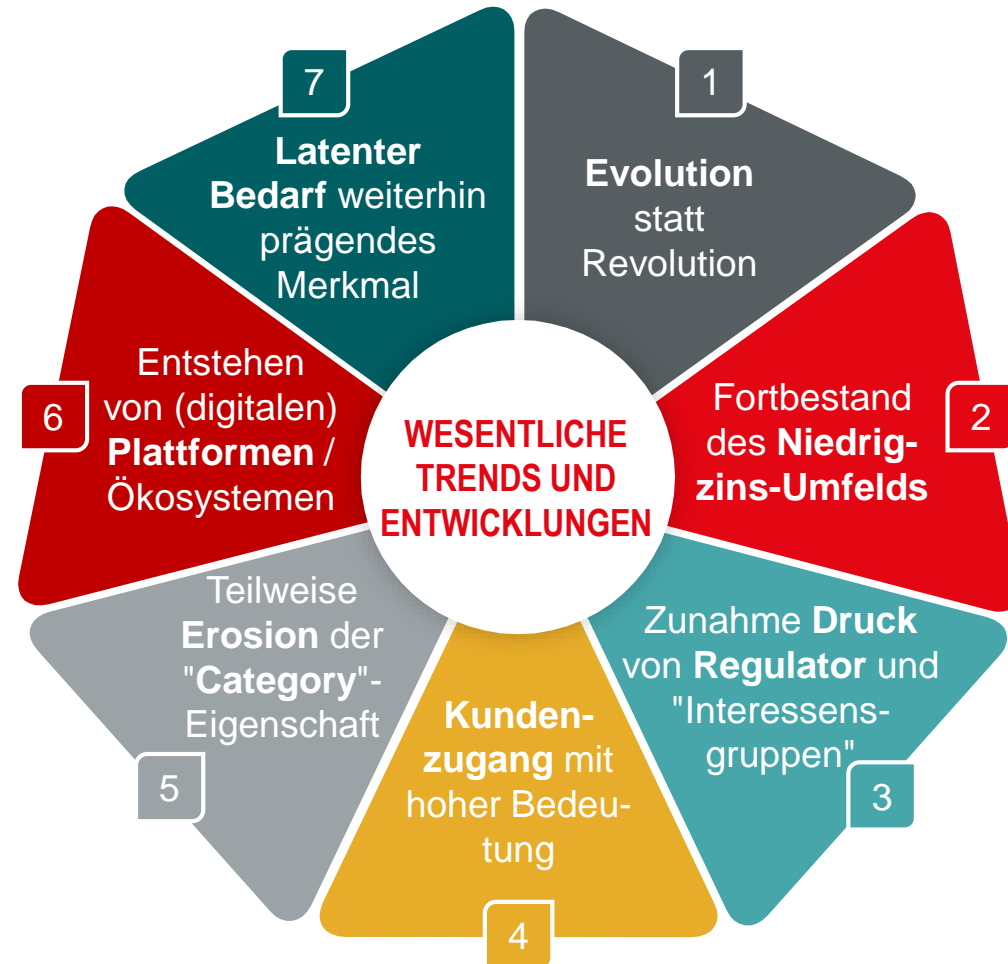 WESENTLICHE
TRENDS UND
ENTWICKLUNGEN
1
Evolution
statt
Revolution
2
Fortbestand
des Niedrig-
zins-Umfelds
3
Zunahme Druck
von Regulator und
"Interessens-
gruppen"
4
Kunden-
zugang mit
hoher Bedeu-
tung
5
Teilweise
Erosion der
"Category"-
Eigenschaft
6
Entstehen
von (digitalen)
Plattformen /
Ökosystemen
7
Latenter
Bedarf weiterhin
prägendes
Merkmal